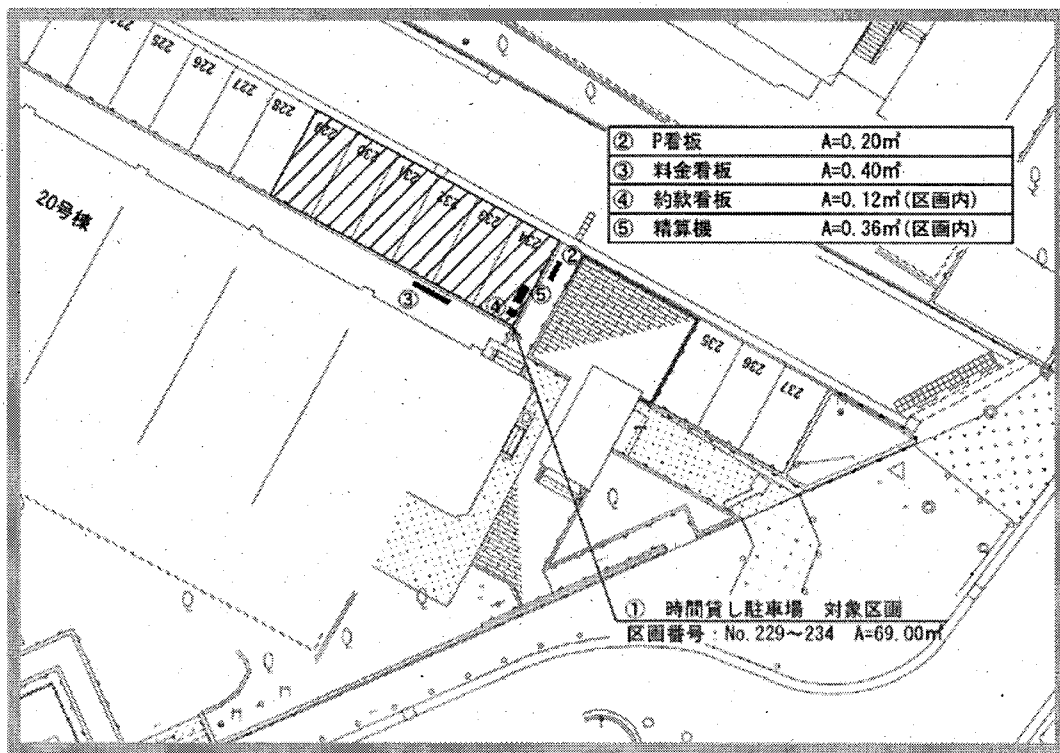 225
226
227
228
229
230
231
232
233
234
② P看板 A=0.20㎡
③ 料金看板 A=0.40㎡
④ 約款看板 A=0.12㎡(区画内)
⑤ 精算機 A=0.36㎡(区画内)
20号棟
②
③
④
⑤
235
236
237
① 時間貸し駐車場 対象区画
区画番号：No.229～234 A=69.00㎡